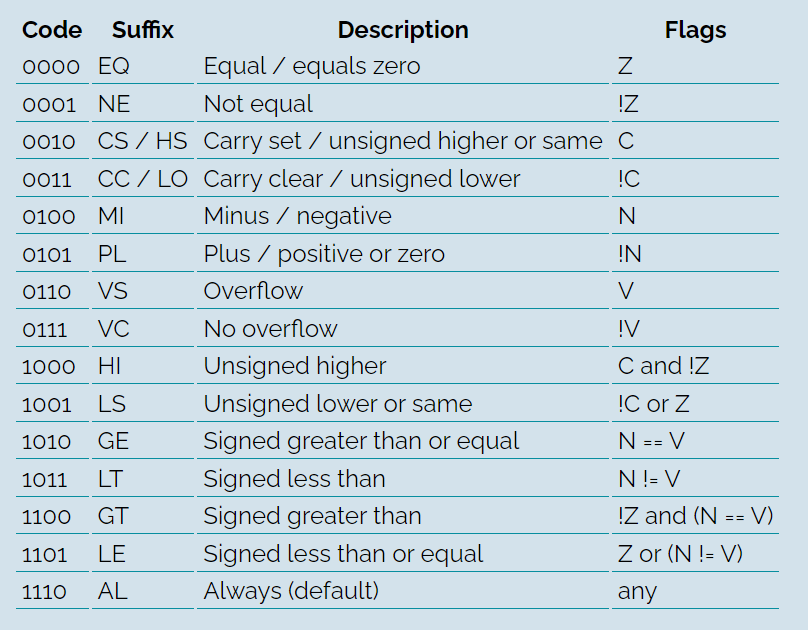 Code Suffix Description Flags
0000 EQ Equal / equals zero Z
0001 NE Not equal !Z
0010 CS / HS Carry set / unsigned higher or same C
0011 CC / LO Carry clear / unsigned lower !C
0100 MI Minus / negative N
0101 PL Plus / positive or zero !N
0110 VS Overflow V
0111 VC No overflow !V
1000 HI Unsigned higher C and !Z
1001 LS Unsigned lower or same !C or Z
1010 GE Signed greater than or equal N == V
1011 LT Signed less than N != V
1100 GT Signed greater than !Z and (N == V)
1101 LE Signed less than or equal Z or (N != V)
1110 AL Always (default) any